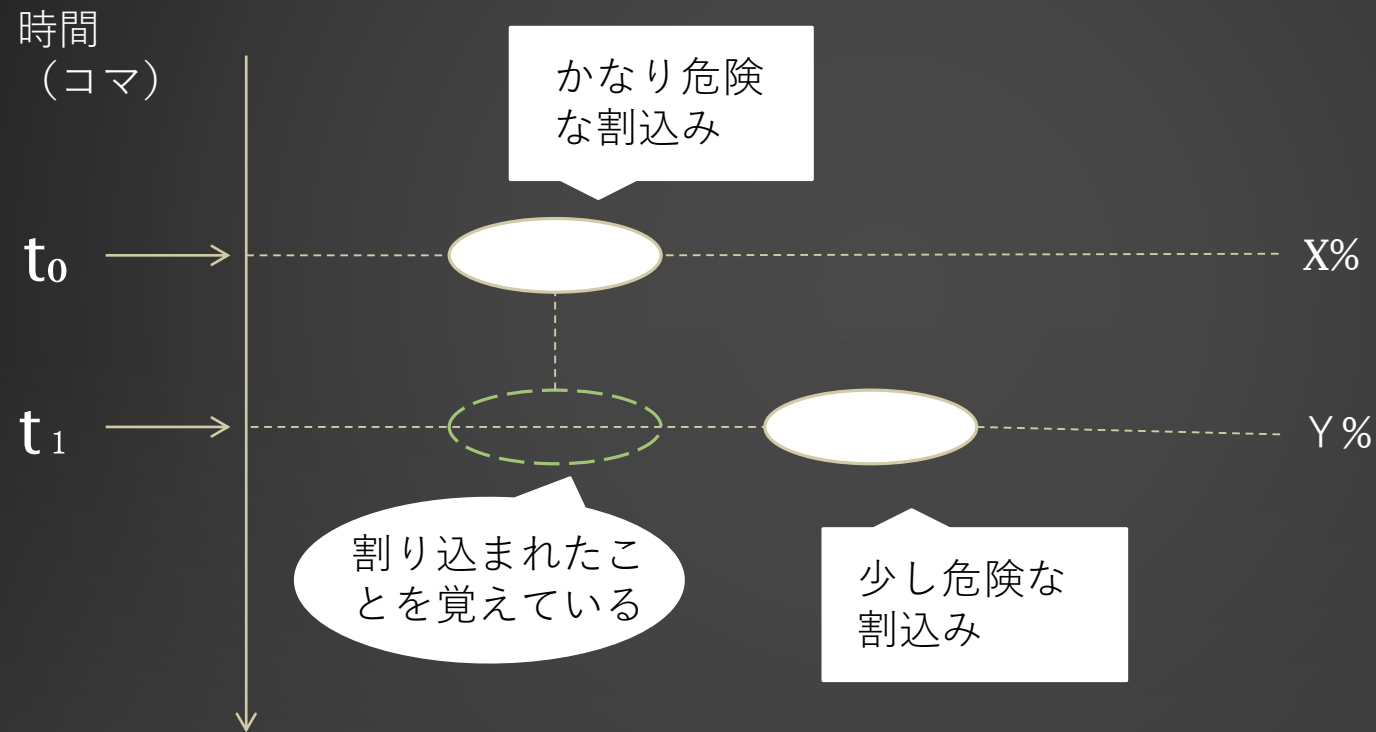 時間
（コマ）
かなり危険
な割込み
t₀
X%
t₁
Y%
割り込まれたこ
とを覚えている
少し危険な
割込み